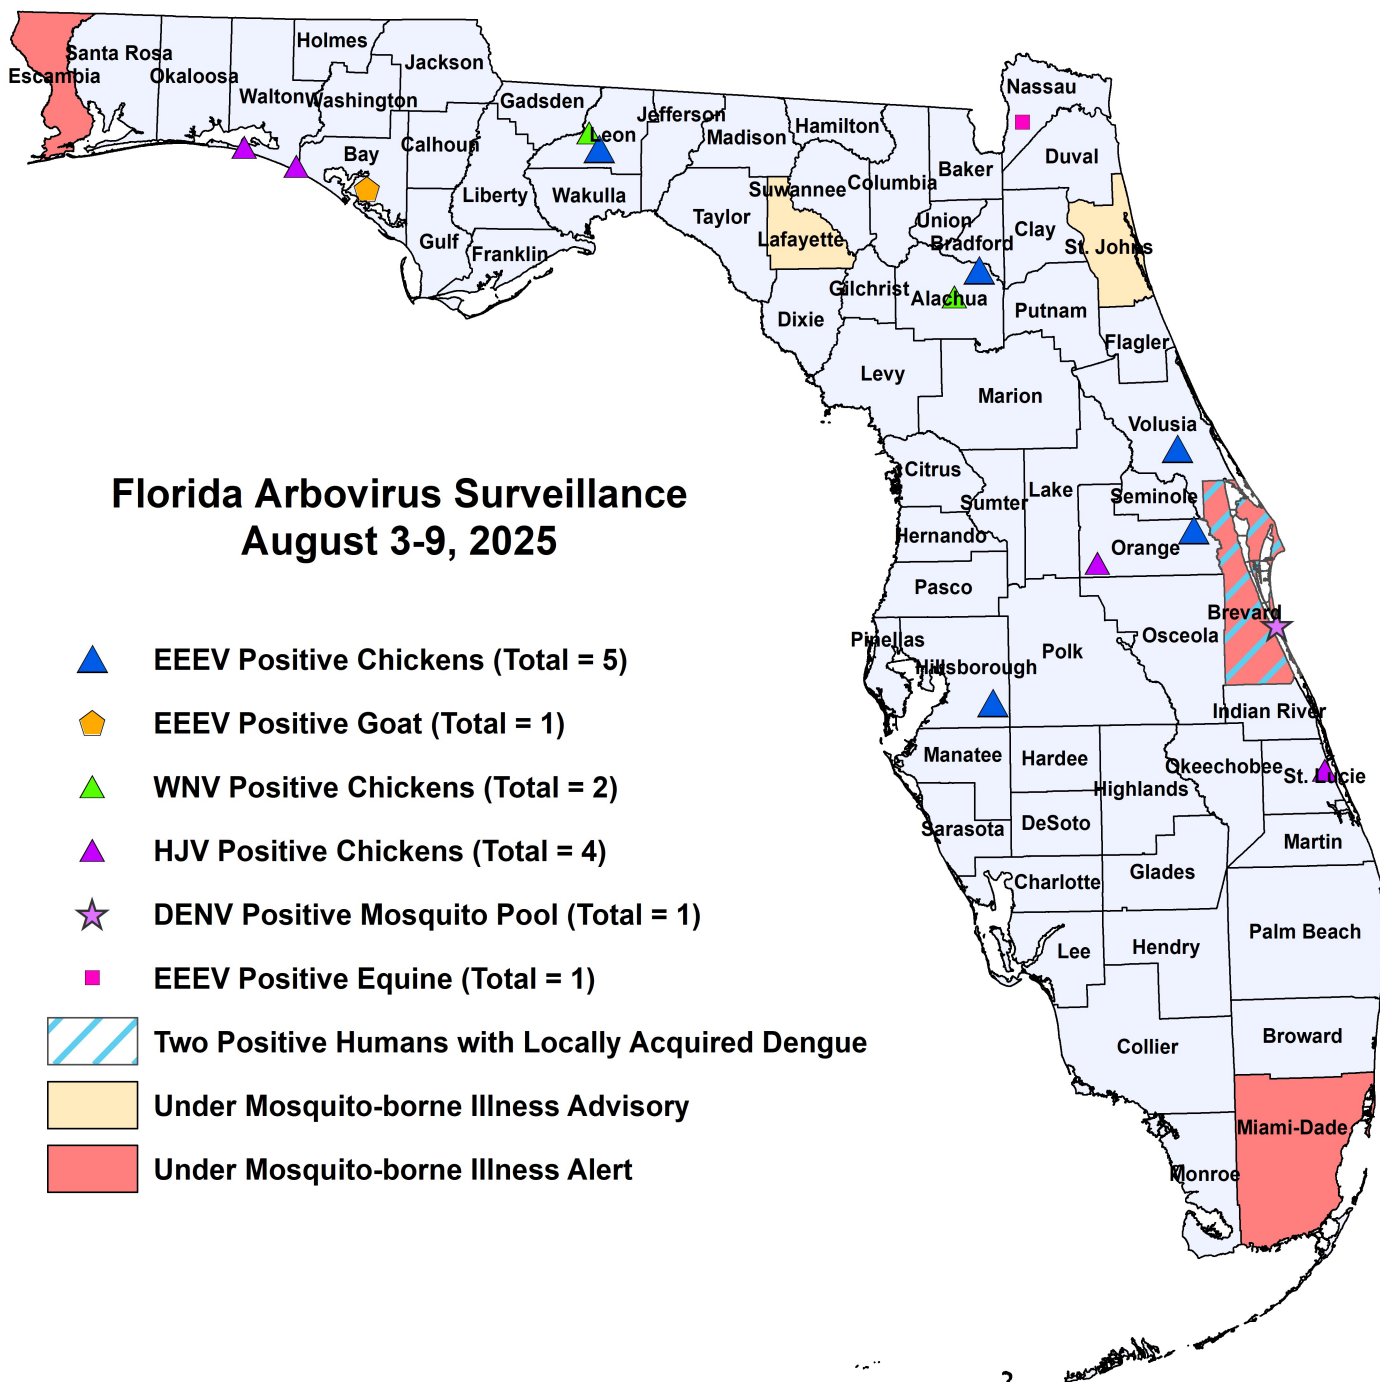 Holmes
Jackson
Santa Rosa
Escambia
Okaloosa
Walton
Washington
Gadsden
Nassau
Jefferson
Leon
Hamilton
Madison
Calhoun
Bay
Duval
Baker
Suwannee
Columbia
Liberty
Wakulla
Taylor
Union
Clay
Bradford
Lafayette
St. Johns
Gulf
Franklin
Gilchrist
Alachua
Putnam
Dixie
Flagler
Levy
Marion
Volusia
Citrus
Lake
Seminole
Sumter
Hernando
Orange
Pasco
Brevard
Pinellas
Osceola
Polk
Hillsborough
Indian River
Manatee
Hardee
Okeechobee
St. Lucie
Highlands
Sarasota
DeSoto
Martin
Charlotte
Glades
Palm Beach
Lee
Hendry
Broward
Collier
Miami-Dade
Monroe
Florida Arbovirus Surveillance
August 3-9, 2025
EEEV Positive Chickens (Total = 5)
EEEV Positive Goat (Total = 1)
WNV Positive Chickens (Total = 2)
HJV Positive Chickens (Total = 4)
DENV Positive Mosquito Pool (Total = 1)
EEEV Positive Equine (Total = 1)
Two Positive Humans with Locally Acquired Dengue
Under Mosquito-borne Illness Advisory
Under Mosquito-borne Illness Alert